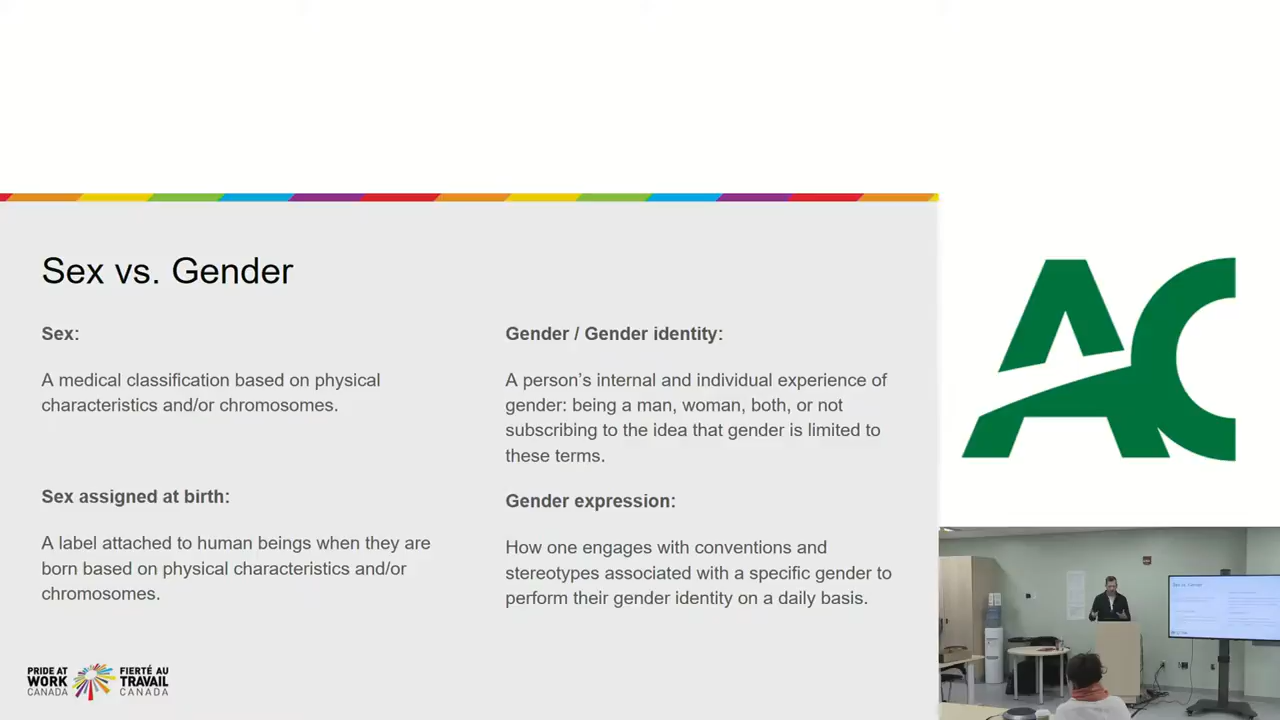 Sex vs. Gender
Sex:
A medical classification based on physical
characteristics and/or chromosomes.
Sex assigned at birth:
A label attached to human beings when they are
born based on physical characteristics and/or
chromosomes.
Gender / Gender identity:
A person’s internal and individual experience of
gender: being a man, woman, both, or not
subscribing to the idea that gender is limited to
these terms.
Gender expression:
How one engages with conventions and
stereotypes associated with a specific gender to
perform their gender identity on a daily basis.
PRIDE AT
WORK
CANADA
FIERTÉ AU
TRAVAIL
CANADA
AC
Sex vs. Gender